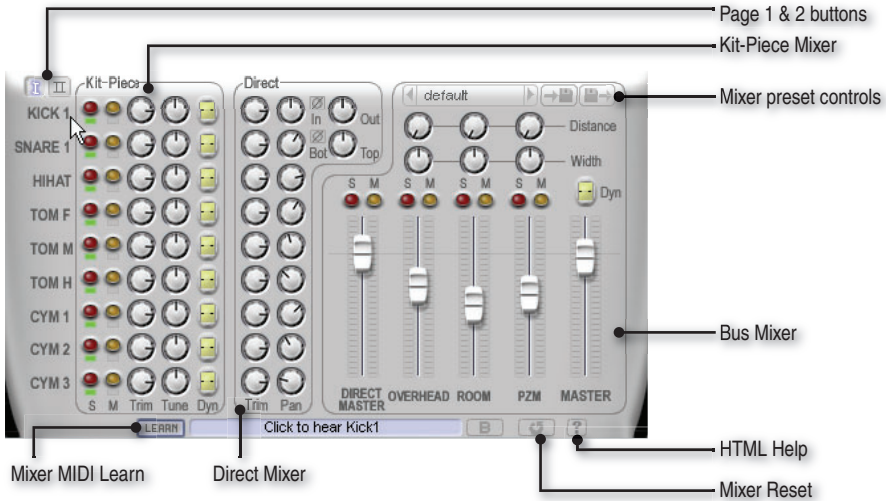 Page 1 & 2 buttons
Kit-Piece Mixer
Mixer preset controls
I II
Kit-Piece
Direct
default
KICK 1
In Out
Distance
SNARE 1
Bot Top
Width
HIHAT
S M S M S M S M
Dyn
TOM F
TOM M
TOM H
CYM 1
Bus Mixer
CYM 2
CYM 3
S M Trim Tune Dyn
Trim Pan
DIRECT MASTER
OVERHEAD
ROOM
PZM
MASTER
LEARN
Click to hear Kick1
B
?
HTML Help
Mixer MIDI Learn
Direct Mixer
Mixer Reset